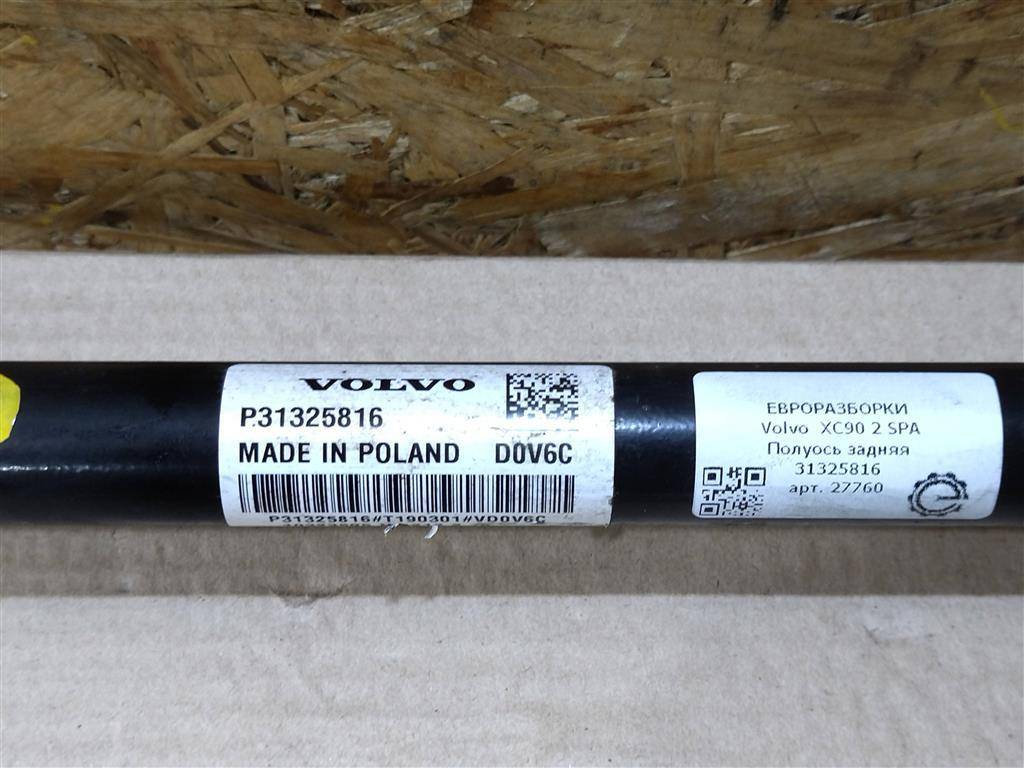 VOLVO
P31325816
MADE IN POLAND D0V6C
P31325816#T190301#VD0V6C
ЕВРОРАЗБОРКИ
Volvo XC90 2 SPA
Полуось задняя
31325816
арт. 27760